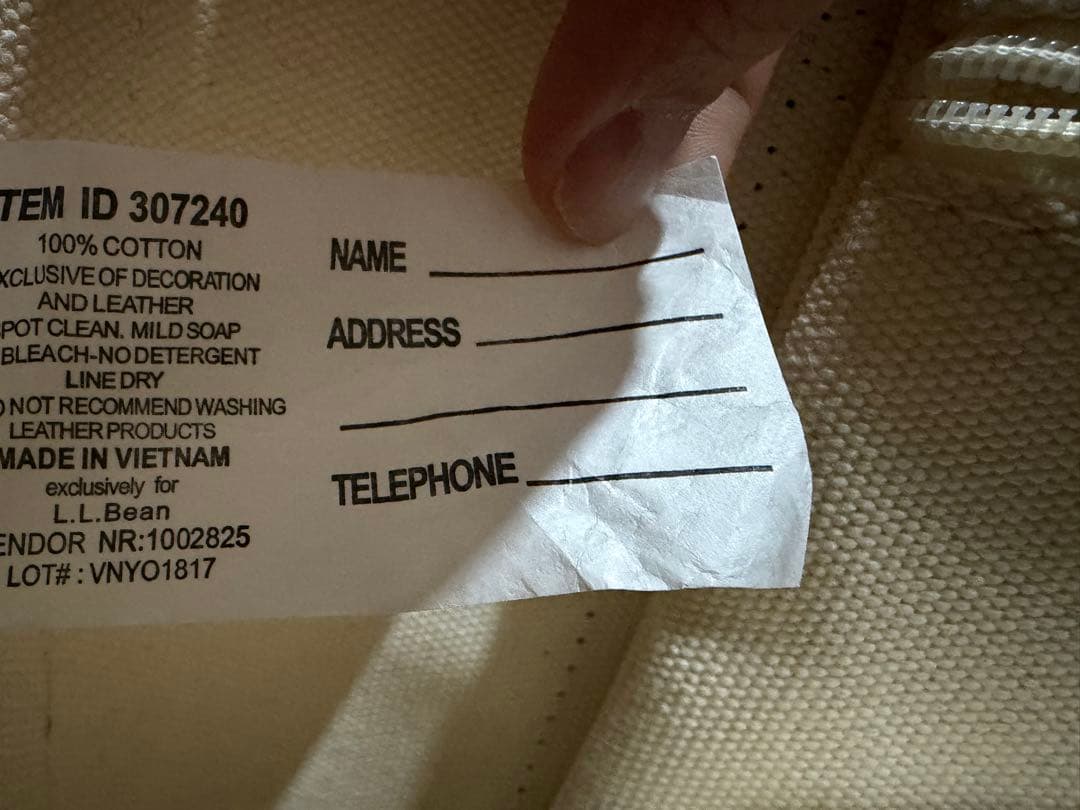 TEM ID 307240
100% COTTON
XCLUSIVE OF DECORATION
AND LEATHER
POT CLEAN. MILD SOAP
BLEACH-NO DETERGENT
LINE DRY
NOT RECOMMEND WASHING
LEATHER PRODUCTS
MADE IN VIETNAM
exclusively for
L.L.Bean
ENDOR NR:1002825
LOT# : VNYO1817
NAME
ADDRESS
TELEPHONE